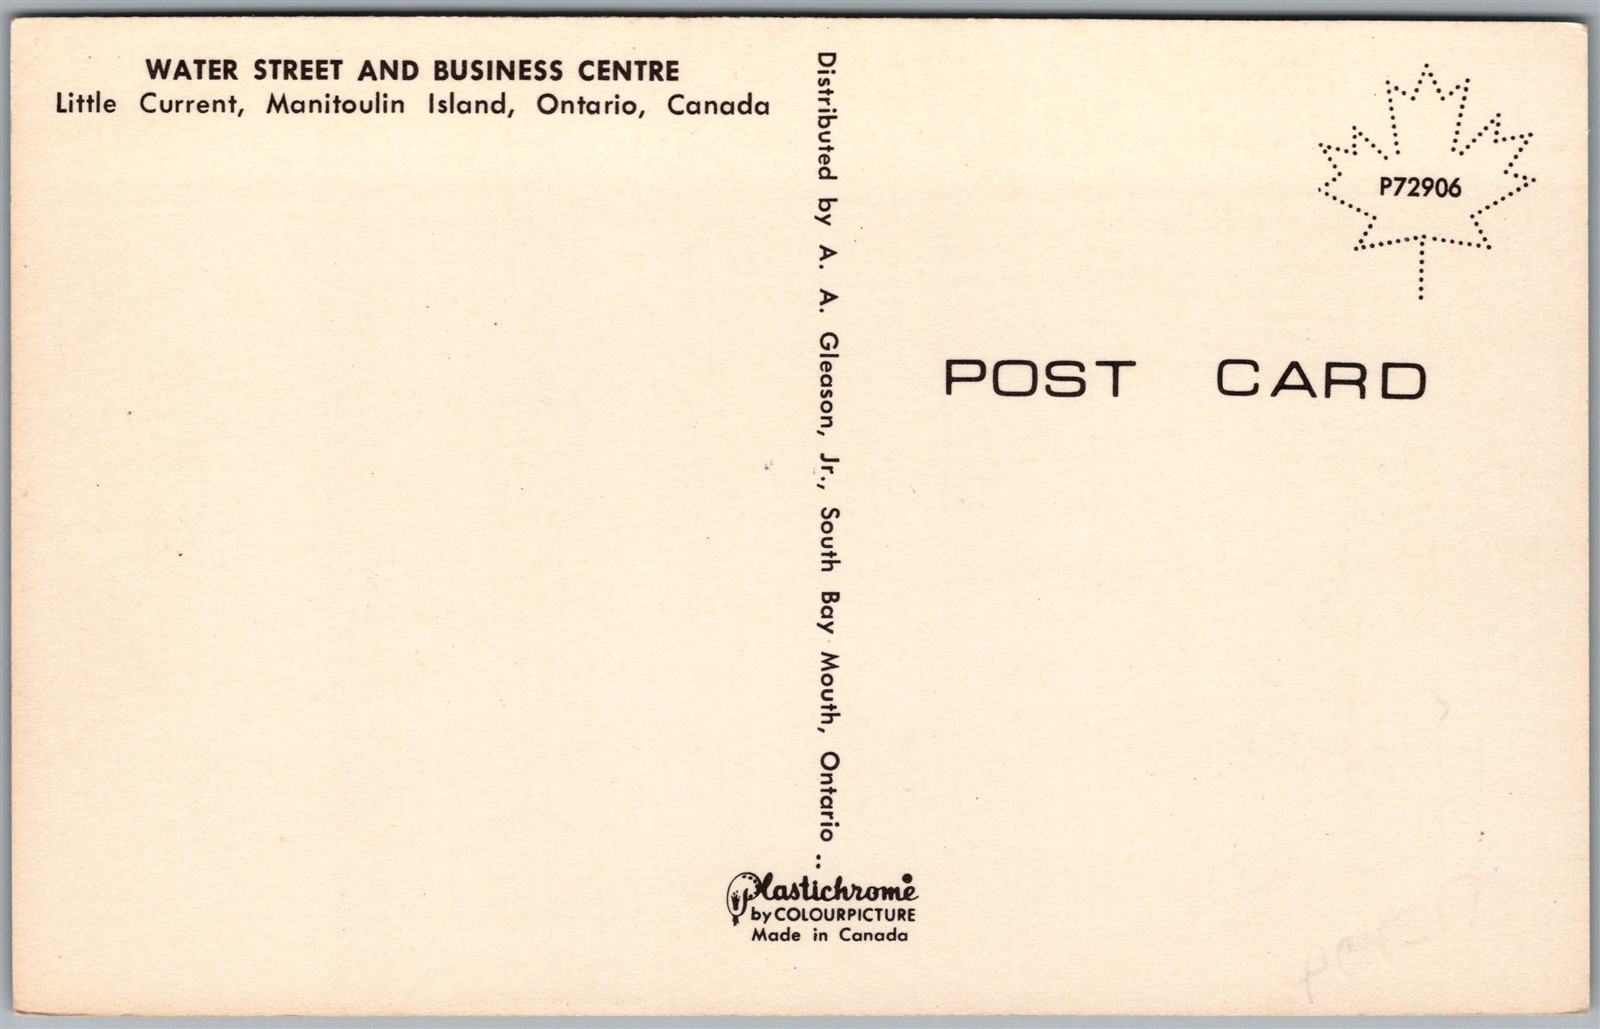 WATER STREET AND BUSINESS CENTRE
Little Current, Manitoulin Island, Ontario, Canada
Distributed by A. A. Gleason, Jr., South Bay Mouth, Ontario
P72906
POST CARD
Plastichrome®
by COLOURPICTURE
Made in Canada